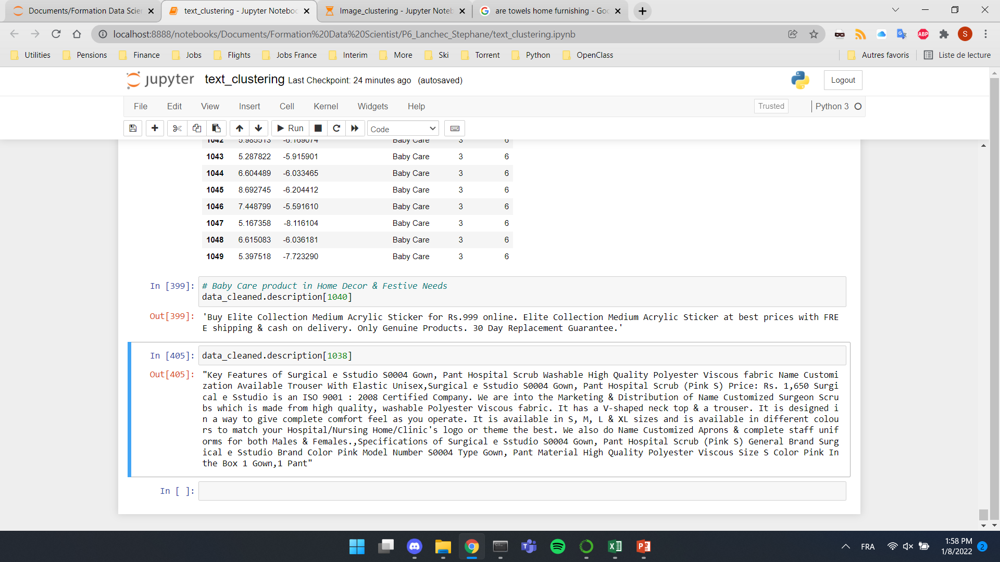 Documents/Formation Data Scien
text_clustering - Jupyter Noteboo
Image_clustering - Jupyter Noteb
are towels home furnishing - Goo
localhost:8888/notebooks/Documents/Formation%20Data%20Scientist/P6_Lanchec_Stephane/text_clustering.ipynb
ABP
S
Utilities
Pensions
Finance
Jobs
Flights
Jobs France
Interim
More
Ski
Torrent
Python
OpenClass
Autres favoris
Liste de lecture
jupyter text_clustering Last Checkpoint: 24 minutes ago (autosaved)
Logout
File Edit View Insert Cell Kernel Widgets Help
Trusted
Python 3
Run
Code
1042 5.985513 -6.169074 Baby Care 3 6
1043 5.287822 -5.915901 Baby Care 3 6
1044 6.604489 -6.033465 Baby Care 3 6
1045 8.692745 -6.204412 Baby Care 3 6
1046 7.448799 -5.591610 Baby Care 3 6
1047 5.167358 -8.116104 Baby Care 3 6
1048 6.615083 -6.036181 Baby Care 3 6
1049 5.397518 -7.723290 Baby Care 3 6
In [399]: # Baby Care product in Home Decor & Festive Needs
data_cleaned.description[1040]
Out[399]: 'Buy Elite Collection Medium Acrylic Sticker for Rs.999 online. Elite Collection Medium Acrylic Sticker at best prices with FRE
E shipping & cash on delivery. Only Genuine Products. 30 Day Replacement Guarantee.'
In [405]: data_cleaned.description[1038]
Out[405]: "Key Features of Surgical e Sstudio S0004 Gown, Pant Hospital Scrub Washable High Quality Polyester Viscous fabric Name Customi
zation Available Trouser With Elastic Unisex,Surgical e Sstudio S0004 Gown, Pant Hospital Scrub (Pink S) Price: Rs. 1,650 Surgi
cal e Sstudio is an ISO 9001 : 2008 Certified Company. We are into the Marketing & Distribution of Name Customized Surgeon Scru
bs which is made from high quality, washable Polyester Viscous fabric. It has a V-shaped neck top & a trouser. It is designed i
n a way to give complete comfort feel as you operate. It is available in S, M, L & XL sizes and is available in different colou
rs to match your Hospital/Nursing Home/Clinic's logo or theme the best. We also do Name Customized Aprons & complete staff unif
orms for both Males & Females.,Specifications of Surgical e Sstudio S0004 Gown, Pant Hospital Scrub (Pink S) General Brand Surg
ical e Sstudio Brand Color Pink Model Number S0004 Type Gown, Pant Material High Quality Polyester Viscous Size S Color Pink In
the Box 1 Gown,1 Pant"
In [ ]:
FRA
1:58 PM
1/8/2022
2